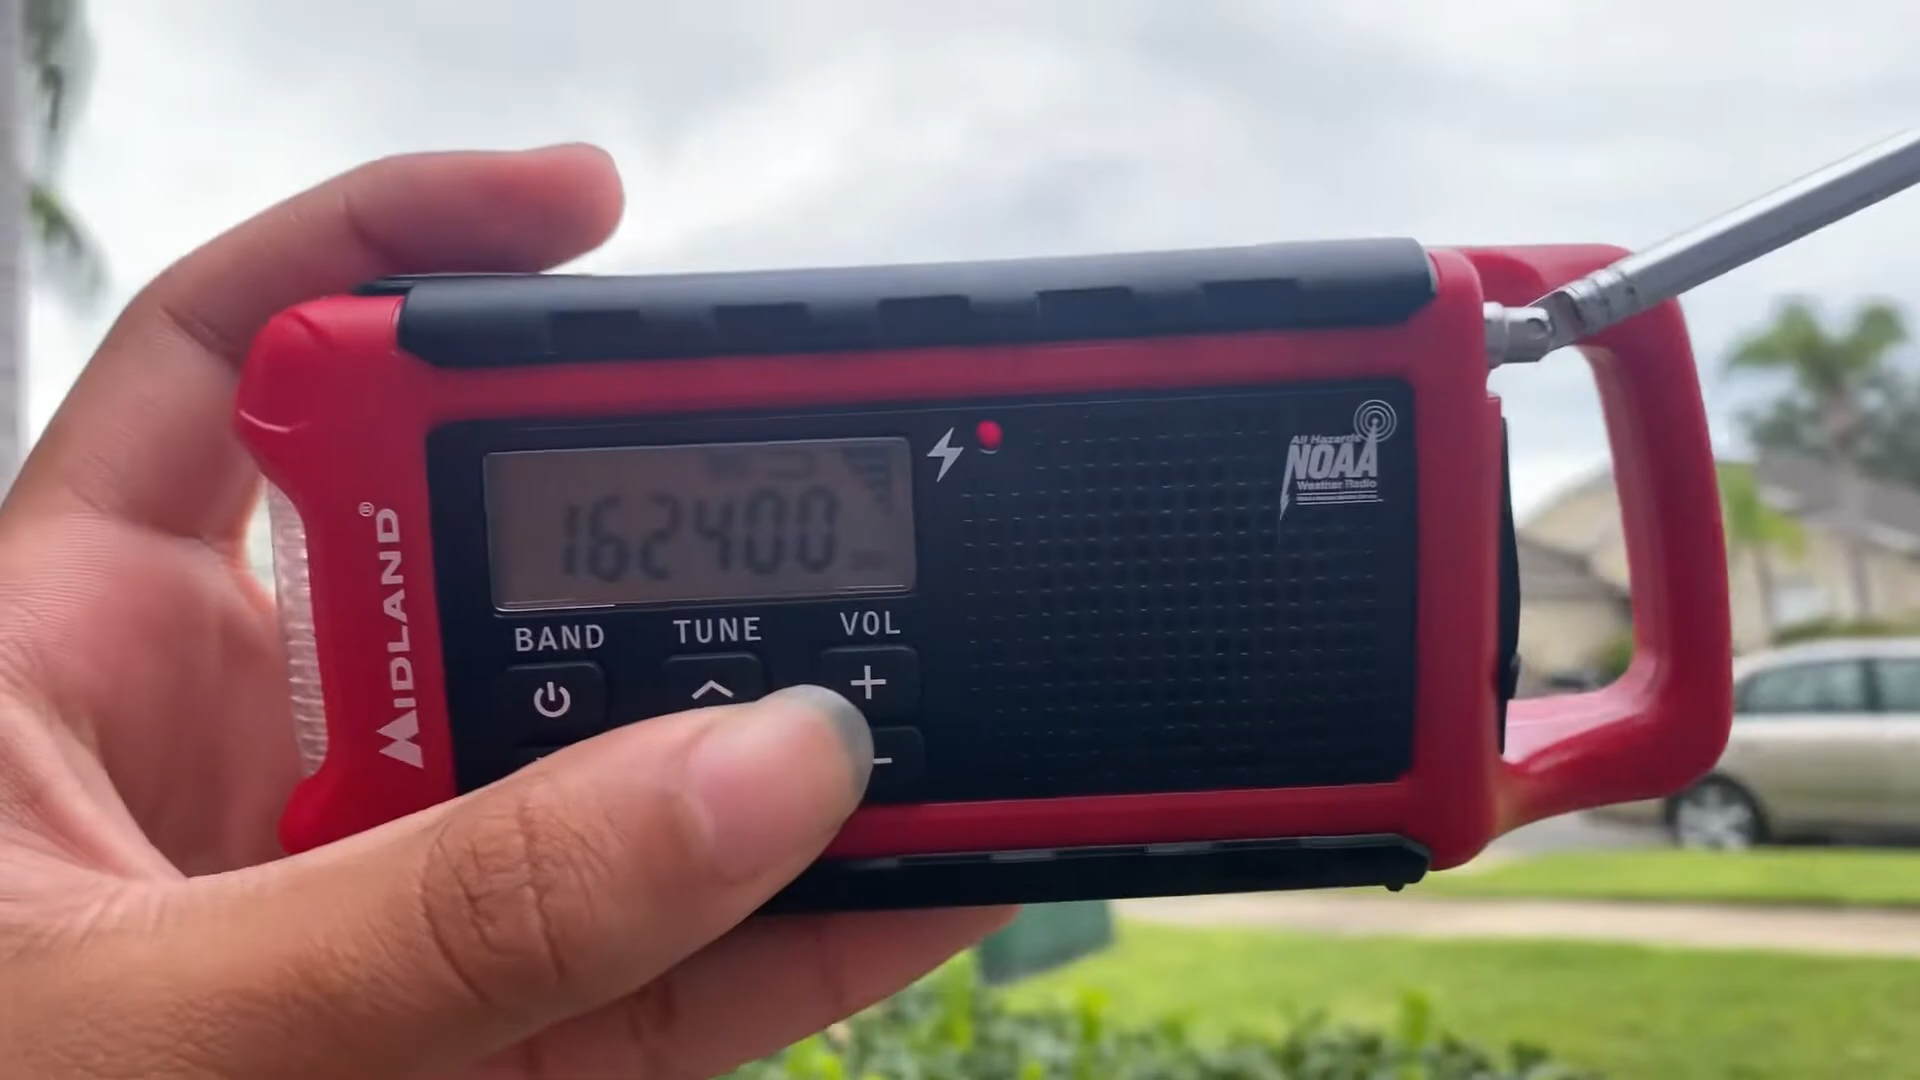 MIDLAND®
162400
BAND
TUNE
VOL
All Hazards
NOAA
Weather Radio